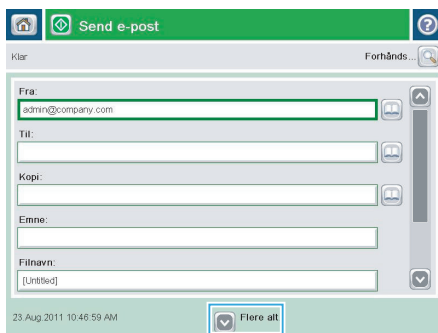 Send e-post
Klar
Forhånds...
Fra:
admin@company.com
Til:
Kopi:
Emne:
Filnavn:
[Untitled]
23.Aug.2011 10:46:59 AM
Flere alt